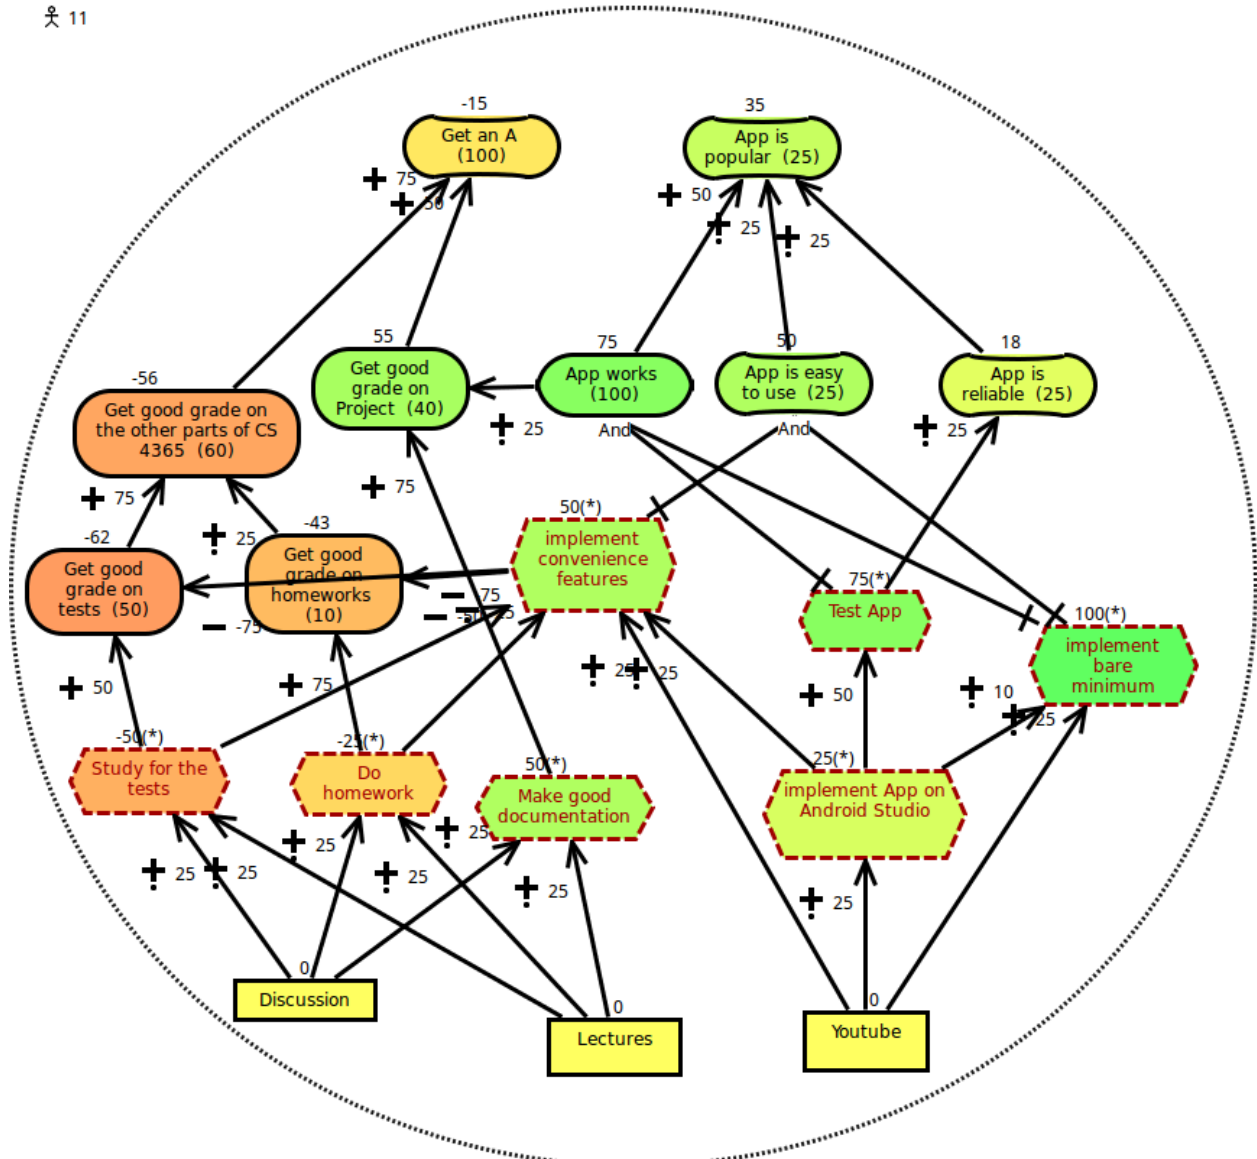 11
-15
Get an A
(100)
35
App is
popular (25)
75
50
50
25
25
-56
Get good grade on
the other parts of CS
4365 (60)
55
Get good
grade on
Project (40)
75
App works
(100)
And
50
App is easy
to use (25)
And
18
App is
reliable (25)
25
25
75
75
25
-62
Get good
grade on
tests (50)
-43
Get good
grade on
homeworks
(10)
50(*)
implement
convenience
features
75(*)
Test App
100(*)
implement
bare
minimum
-75
-50
25
-75
25
25
50
75
50
10
25
-50(*)
Study for the
tests
-25(*)
Do
homework
50(*)
Make good
documentation
25(*)
implement App on
Android Studio
25
25
25
25
25
25
25
0
Discussion
0
Lectures
0
Youtube